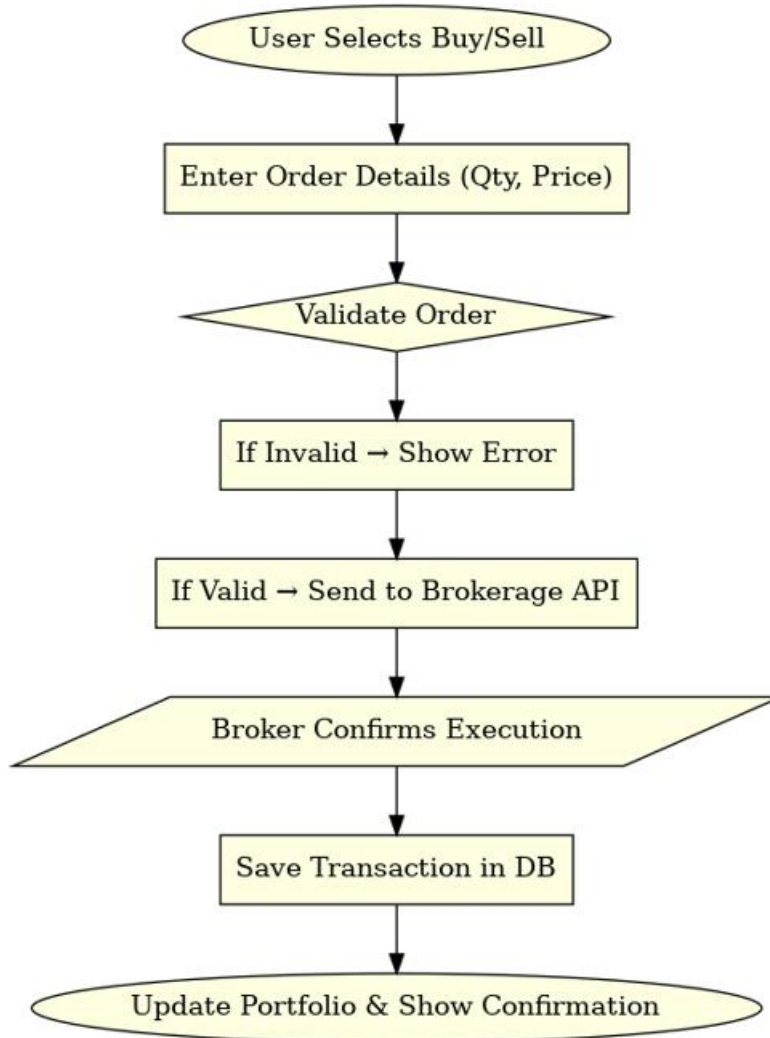 User Selects Buy/Sell
Enter Order Details (Qty, Price)
Validate Order
If Invalid → Show Error
If Valid → Send to Brokerage API
Broker Confirms Execution
Save Transaction in DB
Update Portfolio & Show Confirmation